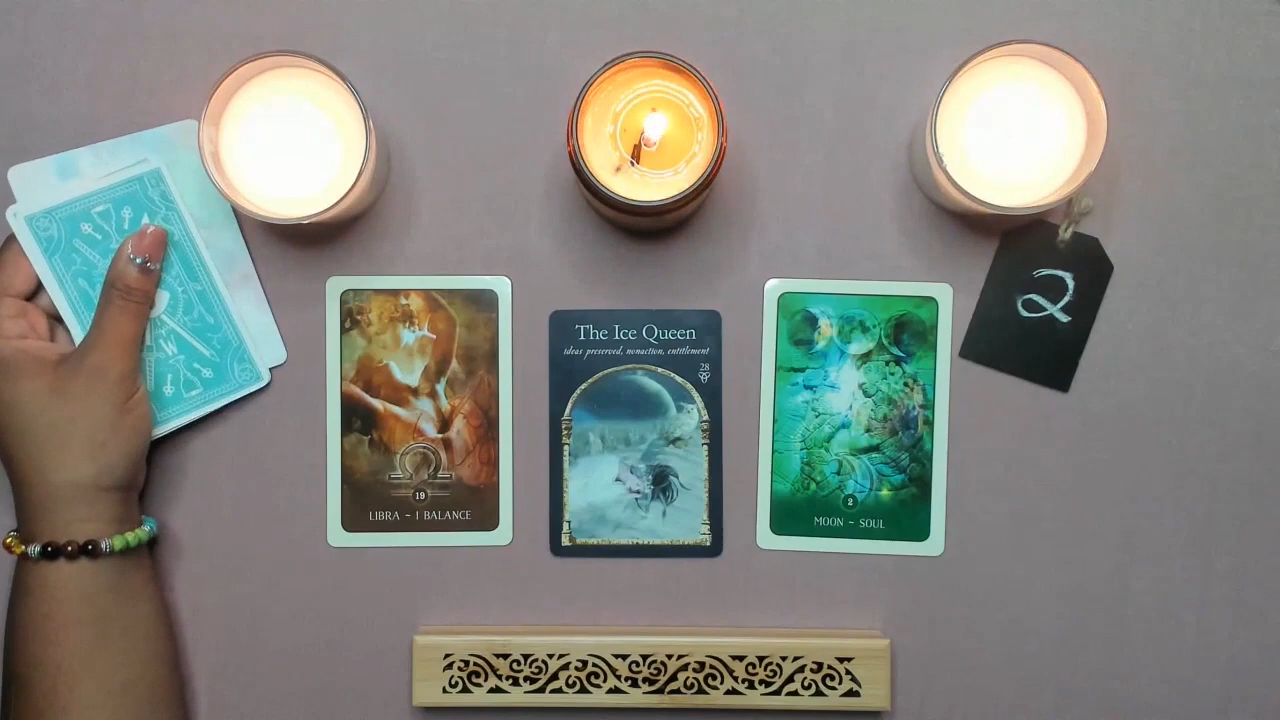 The Ice Queen
ideas preserved, nonaction, entitlement
28
2
19
LIBRA ~ I BALANCE
2
MOON ~ SOUL
W